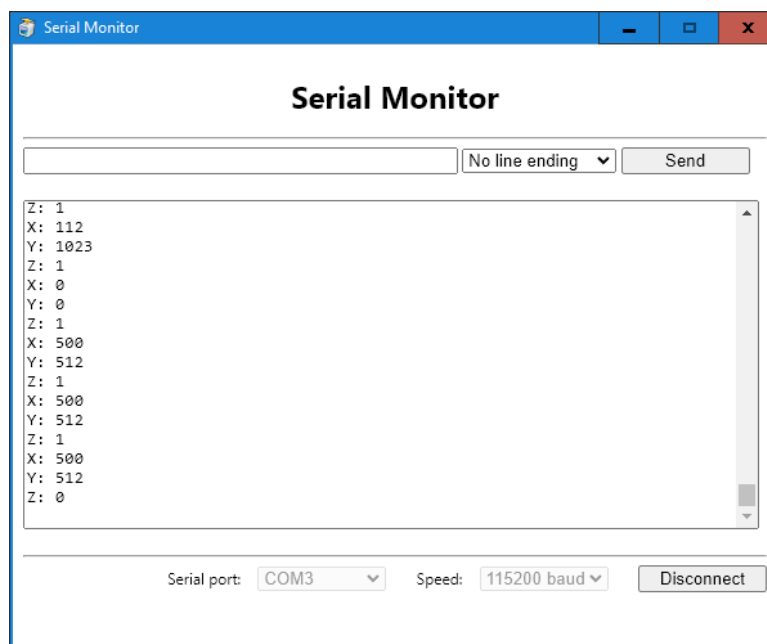 Serial Monitor
Serial Monitor
No line ending
Send
Z: 1
X: 112
Y: 1023
Z: 1
X: 0
Y: 0
Z: 1
X: 500
Y: 512
Z: 1
X: 500
Y: 512
Z: 1
X: 500
Y: 512
Z: 0
Serial port: COM3 Speed: 115200 baud Disconnect